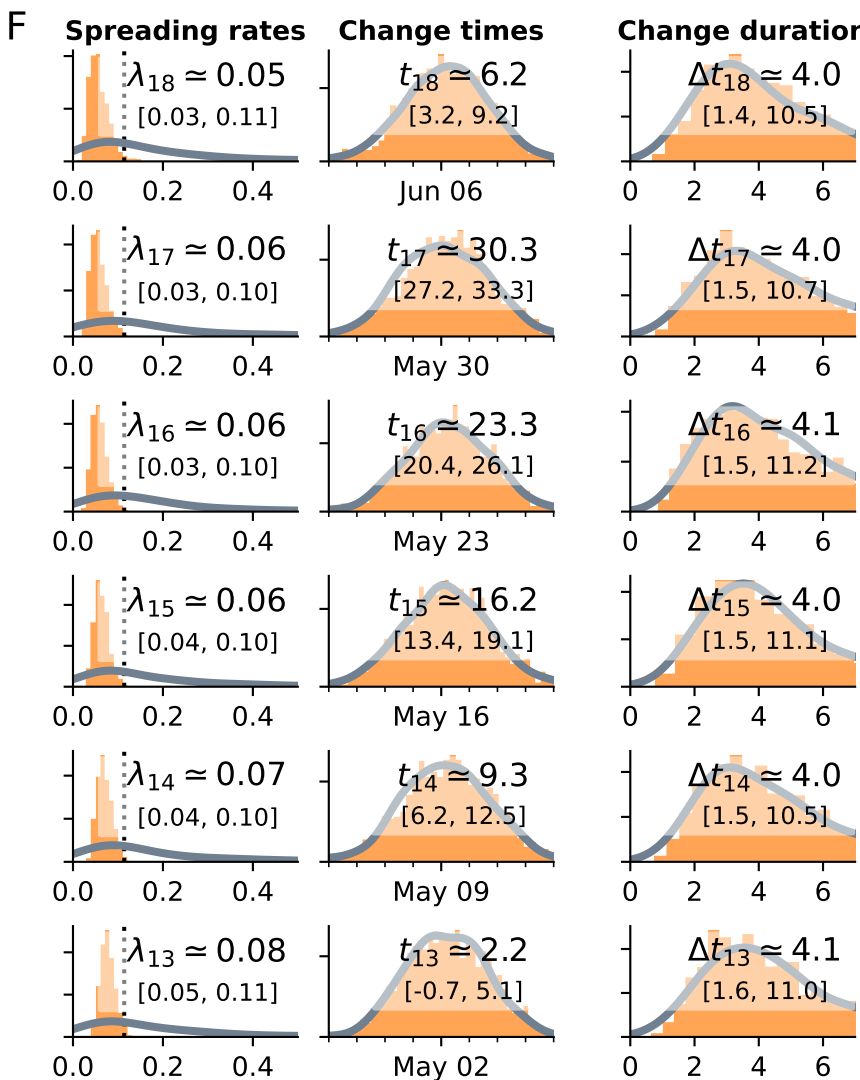 F
Spreading rates Change times Change duration
λ18 ≃ 0.05 t18 ≃ 6.2 Δt18 ≃ 4.0
[0.03, 0.11] [3.2, 9.2] [1.4, 10.5]
0.0 0.2 0.4 Jun 06 0 2 4 6
λ17 ≃ 0.06 t17 ≃ 30.3 Δt17 ≃ 4.0
[0.03, 0.10] [27.2, 33.3] [1.5, 10.7]
0.0 0.2 0.4 May 30 0 2 4 6
λ16 ≃ 0.06 t16 ≃ 23.3 Δt16 ≃ 4.1
[0.03, 0.10] [20.4, 26.1] [1.5, 11.2]
0.0 0.2 0.4 May 23 0 2 4 6
λ15 ≃ 0.06 t15 ≃ 16.2 Δt15 ≃ 4.0
[0.04, 0.10] [13.4, 19.1] [1.5, 11.1]
0.0 0.2 0.4 May 16 0 2 4 6
λ14 ≃ 0.07 t14 ≃ 9.3 Δt14 ≃ 4.0
[0.04, 0.10] [6.2, 12.5] [1.5, 10.5]
0.0 0.2 0.4 May 09 0 2 4 6
λ13 ≃ 0.08 t13 ≃ 2.2 Δt13 ≃ 4.1
[0.05, 0.11] [-0.7, 5.1] [1.6, 11.0]
0.0 0.2 0.4 May 02 0 2 4 6